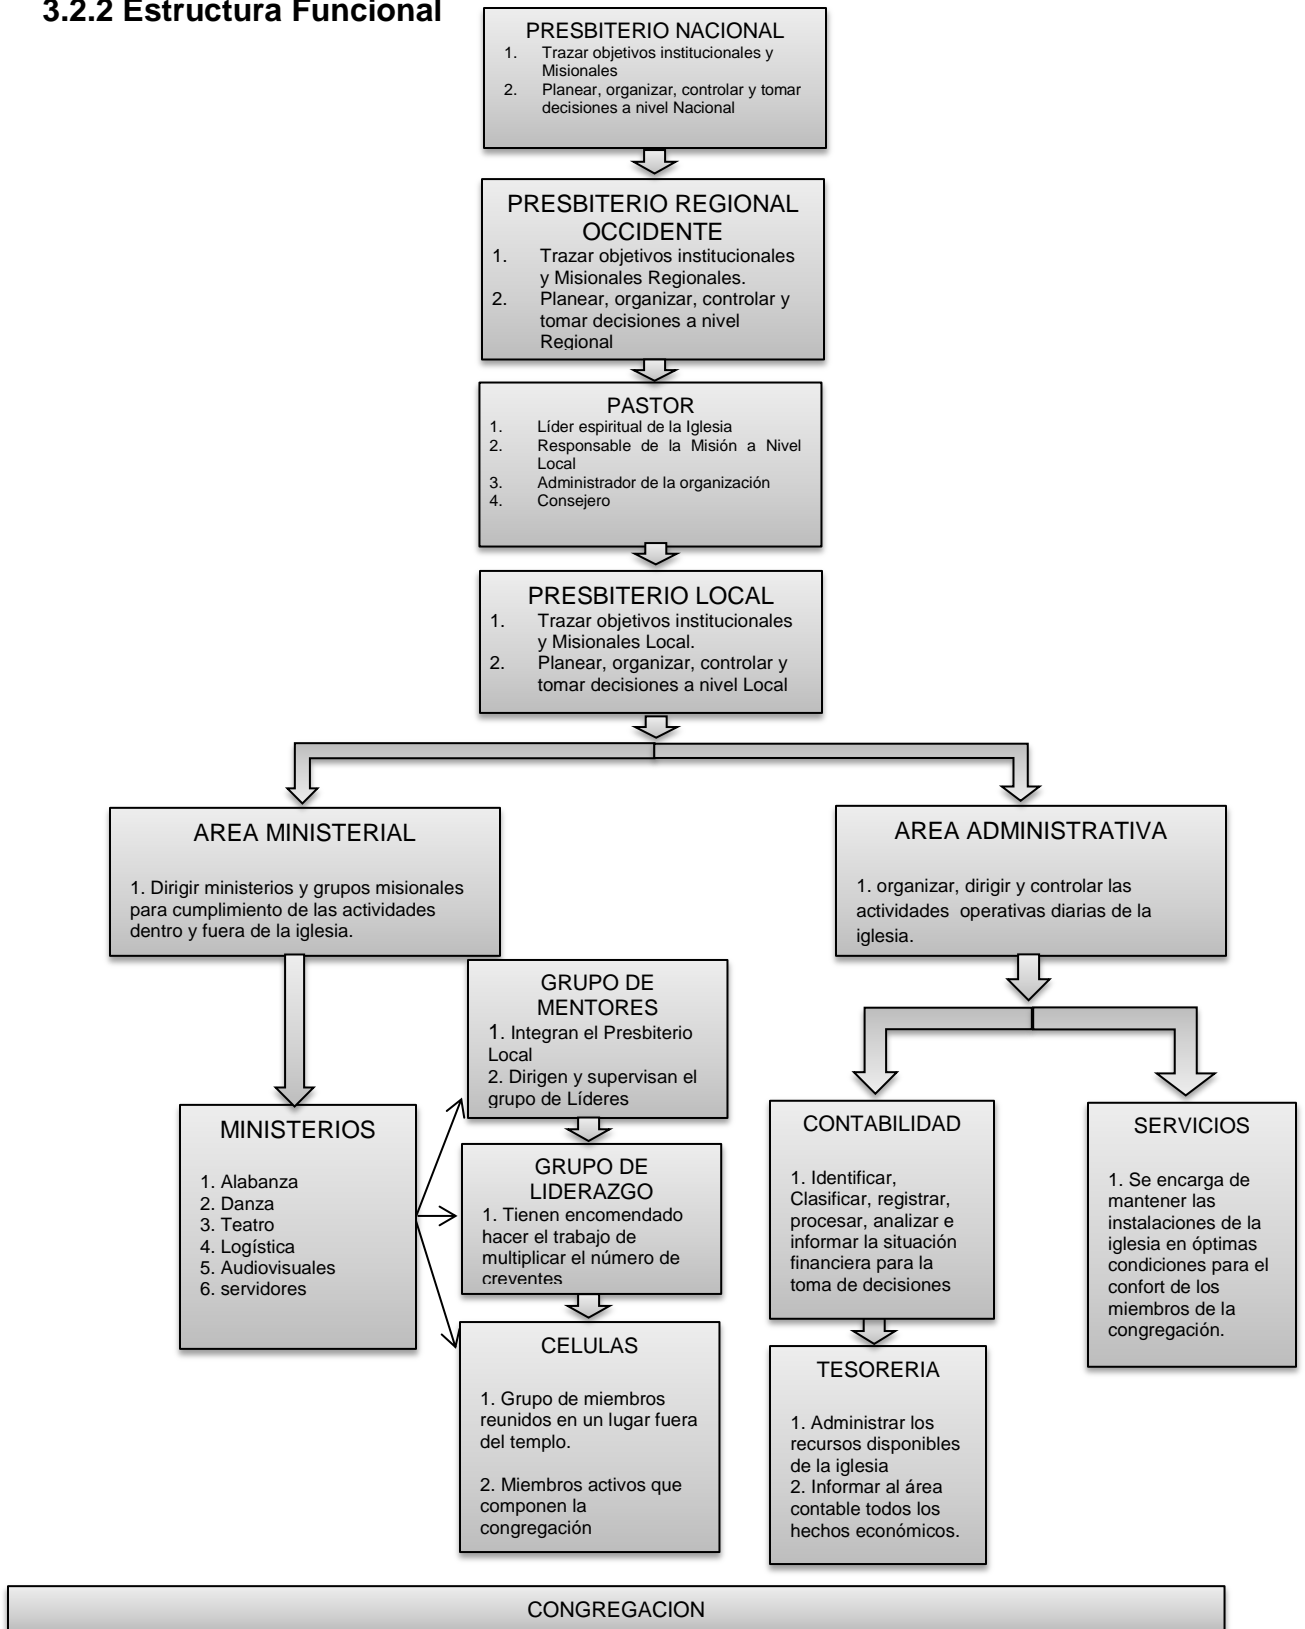 3.2.2 Estructura Funcional
PRESBITERIO NACIONAL
1. Trazar objetivos institucionales y
Misionales
2. Planear, organizar, controlar y tomar
decisiones a nivel Nacional
PRESBITERIO REGIONAL
OCCIDENTE
1. Trazar objetivos institucionales
y Misionales Regionales.
2. Planear, organizar, controlar y
tomar decisiones a nivel
Regional
PASTOR
1. Líder espiritual de la Iglesia
2. Responsable de la Misión a Nivel
Local
3. Administrador de la organización
4. Consejero
PRESBITERIO LOCAL
1. Trazar objetivos institucionales
y Misionales Local.
2. Planear, organizar, controlar y
tomar decisiones a nivel Local
AREA MINISTERIAL
1. Dirigir ministerios y grupos misionales
para cumplimiento de las actividades
dentro y fuera de la iglesia.
AREA ADMINISTRATIVA
1. organizar, dirigir y controlar las
actividades operativas diarias de la
iglesia.
GRUPO DE
MENTORES
1. Integran el Presbiterio
Local
2. Dirigen y supervisan el
grupo de Líderes
MINISTERIOS
1. Alabanza
2. Danza
3. Teatro
4. Logística
5. Audiovisuales
6. servidores
GRUPO DE
LIDERAZGO
1. Tienen encomendado
hacer el trabajo de
multiplicar el número de
creyentes
CELULAS
1. Grupo de miembros
reunidos en un lugar fuera
del templo.
2. Miembros activos que
componen la
congregación
CONTABILIDAD
1. Identificar,
Clasificar, registrar,
procesar, analizar e
informar la situación
financiera para la
toma de decisiones
TESORERIA
1. Administrar los
recursos disponibles
de la iglesia
2. Informar al área
contable todos los
hechos económicos.
SERVICIOS
1. Se encarga de
mantener las
instalaciones de la
iglesia en óptimas
condiciones para el
confort de los
miembros de la
congregación.
CONGREGACION